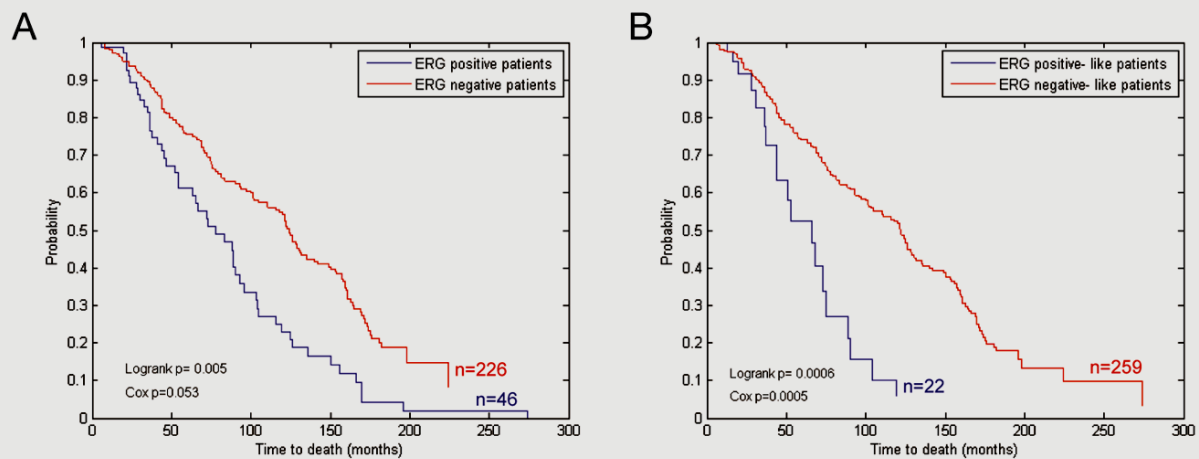 A
1
0.9
0.8
0.7
0.6
0.5
0.4
0.3
0.2
0.1
0
Probability
ERG positive patients
ERG negative patients
Logrank p= 0.005
Cox p=0.053
n=226
n=46
0 50 100 150 200 250 300
Time to death (months)
B
1
0.9
0.8
0.7
0.6
0.5
0.4
0.3
0.2
0.1
0
Probability
ERG positive- like patients
ERG negative- like patients
Logrank p= 0.0006
Cox p=0.0005
n=259
n=22
0 50 100 150 200 250 300
Time to death (months)